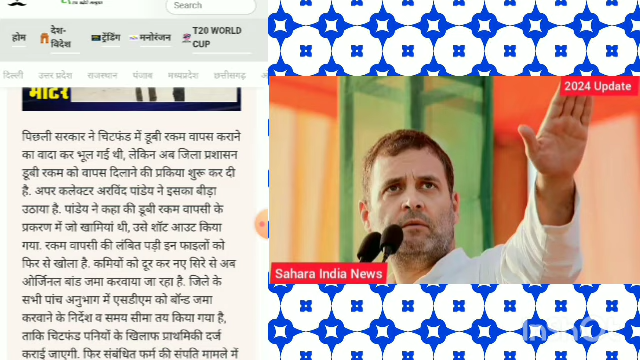 Search
होम
देश-
विदेश
ट्रेंडिंग
मनोरंजन
T20 WORLD
CUP
दिल्ली
उत्तर प्रदेश
राजस्थान
पंजाब
मध्यप्रदेश
छत्तीसगढ़
मास्टर
पिछली सरकार ने चिटफंड में डूबी रकम वापस कराने
का वादा कर भूल गई थी, लेकिन अब जिला प्रशासन
डूबी रकम को वापस दिलाने की प्रकिया शुरू कर दी
है. अपर कलेक्टर अरविंद पांडेय ने इसका बीड़ा
उठाया है. पांडेय ने कहा की डूबी रकम वापसी के
प्रकरण में जो खामियां थी, उसे शॉट आउट किया
गया. रकम वापसी की लंबित पड़ी इन फाइलों को
फिर से खोला है. कमियों को दूर कर नए सिरे से अब
ओर्जिनल बांड जमा करवाया जा रहा है. जिले के
सभी पांच अनुभाग में एसडीएम को बॉन्ड जमा
करवाने के निर्देश व समय सीमा तय किया गया है,
ताकि चिटफंड पनियों के खिलाफ प्राथमिकी दर्ज
कराई जाएगी. फिर संबंधित फर्म की संपति मामले में
2024 Update
Sahara India News